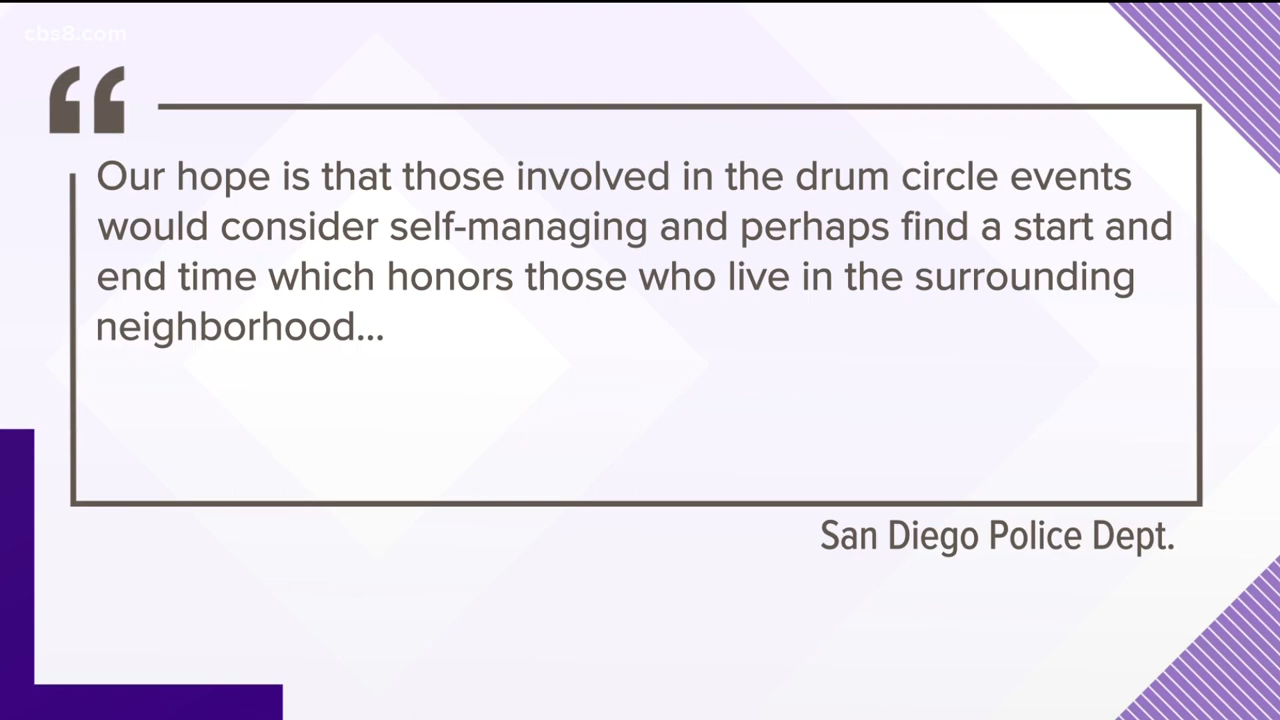 cbs8.com
“
Our hope is that those involved in the drum circle events
would consider self-managing and perhaps find a start and
end time which honors those who live in the surrounding
neighborhood...
San Diego Police Dept.